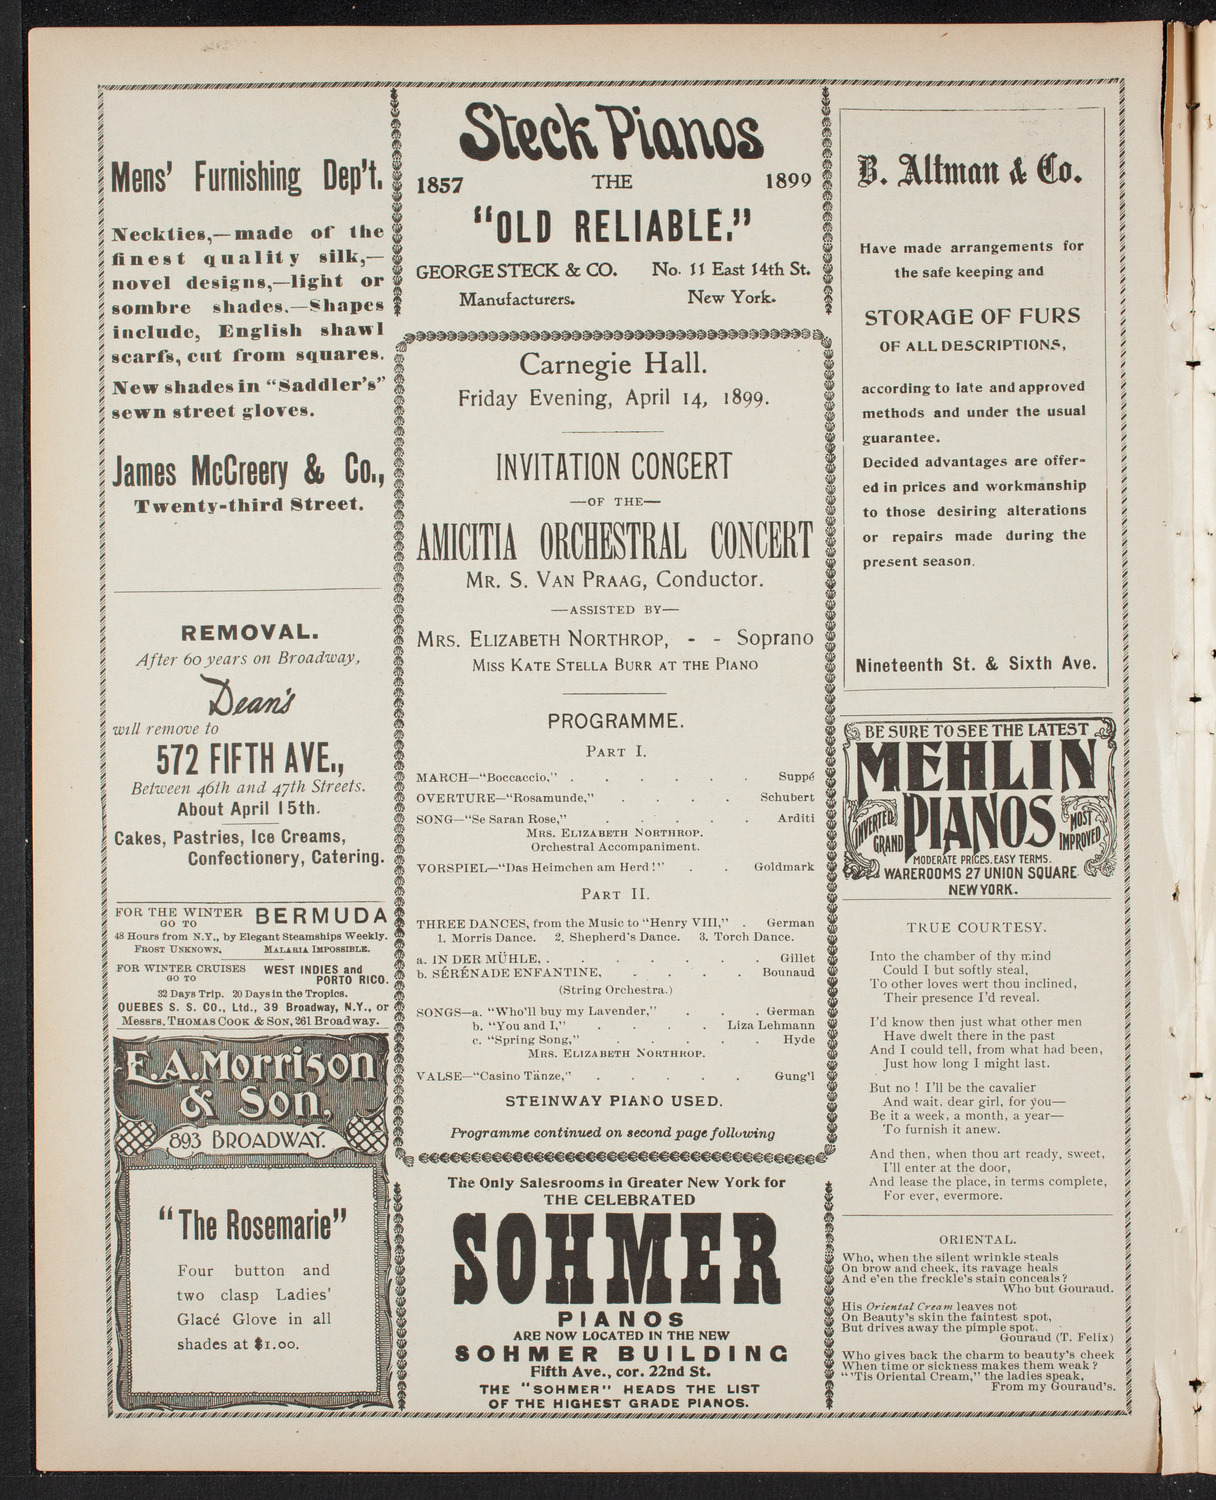 Mens' Furnishing Dep't.
Neckties,—made of the
finest quality silk,—
novel designs,—light or
sombre shades.—Shapes
include, English shawl
scarfs, cut from squares.
New shades in "Saddler's"
sewn street gloves.
James McCreery & Co.,
Twenty-third Street.
REMOVAL.
After 60 years on Broadway,
Dean's
will remove to
572 FIFTH AVE.,
Between 46th and 47th Streets.
About April 15th.
Cakes, Pastries, Ice Creams,
Confectionery, Catering.
FOR THE WINTER
GO TO
BERMUDA
48 Hours from N.Y., by Elegant Steamships Weekly.
FROST UNKNOWN. MALARIA IMPOSSIBLE.
FOR WINTER CRUISES
GO TO
WEST INDIES and
PORTO RICO.
32 Days Trip. 20 Days in the Tropics.
QUEBES S. S. CO., Ltd., 39 Broadway, N.Y., or
Messrs. THOMAS COOK & SON, 261 Broadway.
E.A. Morrison
& Son,
893 BROADWAY.
"The Rosemarie"
Four button and
two clasp Ladies'
Glacé Glove in all
shades at $1.00.
Steck Pianos
1857 THE 1899
"OLD RELIABLE."
GEORGE STECK & CO. No. 11 East 14th St.
Manufacturers. New York.
Carnegie Hall.
Friday Evening, April 14, 1899.
INVITATION CONCERT
—OF THE—
AMICITIA ORCHESTRAL CONCERT
MR. S. VAN PRAAG, Conductor.
—ASSISTED BY—
MRS. ELIZABETH NORTHROP, - - Soprano
MISS KATE STELLA BURR AT THE PIANO
PROGRAMME.
PART I.
MARCH—"Boccaccio," . . . . . . Suppé
OVERTURE—"Rosamunde," . . . . Schubert
SONG—"Se Saran Rose," . . . . . Arditi
MRS. ELIZABETH NORTHROP.
Orchestral Accompaniment.
VORSPIEL—"Das Heimchen am Herd!" . . Goldmark
PART II.
THREE DANCES, from the Music to "Henry VIII," . German
1. Morris Dance. 2. Shepherd's Dance. 3. Torch Dance.
a. IN DER MÜHLE, . . . . . . . Gillet
b. SÉRÉNADE ENFANTINE, . . . . Bounaud
(String Orchestra.)
SONGS—a. "Who'll buy my Lavender," . . . German
b. "You and I," . . . . Liza Lehmann
c. "Spring Song," . . . . . Hyde
MRS. ELIZABETH NORTHROP.
VALSE—"Casino Tänze," . . . . . Gung'l
STEINWAY PIANO USED.
Programme continued on second page following
The Only Salesrooms in Greater New York for
THE CELEBRATED
SOHMER
PIANOS
ARE NOW LOCATED IN THE NEW
SOHMER BUILDING
Fifth Ave., cor. 22nd St.
THE "SOHMER" HEADS THE LIST
OF THE HIGHEST GRADE PIANOS.
B. Altman & Co.
Have made arrangements for
the safe keeping and
STORAGE OF FURS
OF ALL DESCRIPTIONS,
according to late and approved
methods and under the usual
guarantee.
Decided advantages are offer-
ed in prices and workmanship
to those desiring alterations
or repairs made during the
present season.
Nineteenth St. & Sixth Ave.
BE SURE TO SEE THE LATEST
MEHLIN
INVERTED
GRAND
PIANOS
MOST
IMPROVED
MODERATE PRICES. EASY TERMS.
WAREROOMS 27 UNION SQUARE
NEW YORK.
TRUE COURTESY.
Into the chamber of thy mind
Could I but softly steal,
To other loves wert thou inclined,
Their presence I'd reveal.
I'd know then just what other men
Have dwelt there in the past
And I could tell, from what had been,
Just how long I might last.
But no ! I'll be the cavalier
And wait, dear girl, for you—
Be it a week, a month, a year—
To furnish it anew.
And then, when thou art ready, sweet,
I'll enter at the door,
And lease the place, in terms complete,
For ever, evermore.
ORIENTAL.
Who, when the silent wrinkle steals
On brow and cheek, its ravage heals
And e'en the freckle's stain conceals?
Who but Gouraud.
His Oriental Cream leaves not
On Beauty's skin the faintest spot,
But drives away the pimple spot.
Gouraud (T. Felix)
Who gives back the charm to beauty's cheek
When time or sickness makes them weak?
"'Tis Oriental Cream," the ladies speak,
From my Gouraud's.